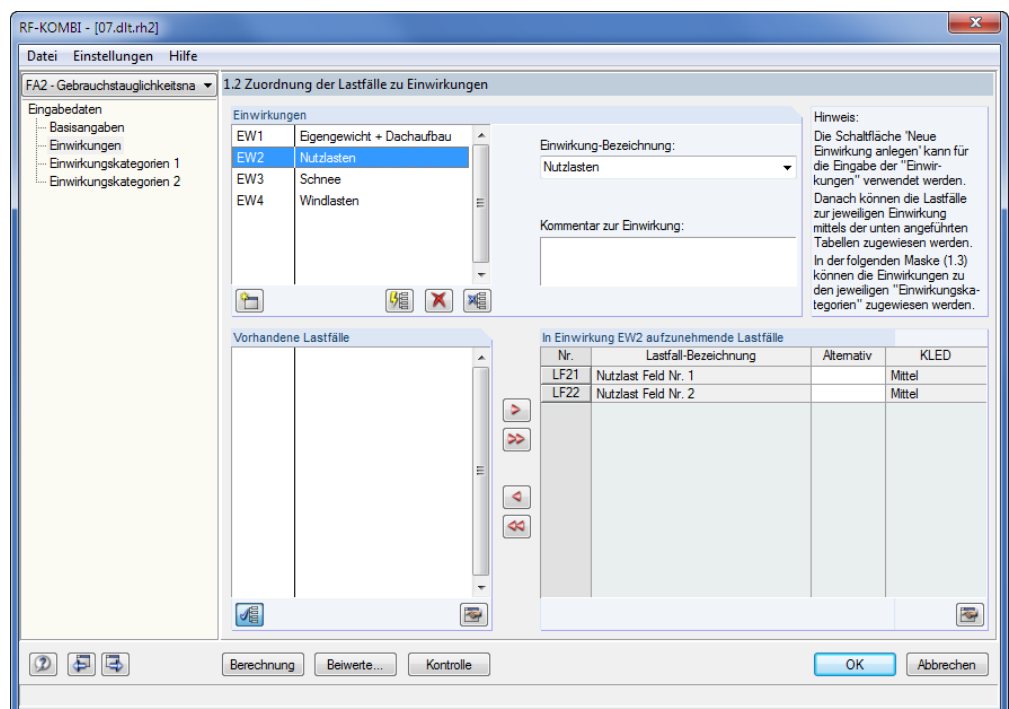 RF-KOMBI - [07.dlt.rh2]
Datei Einstellungen Hilfe
FA2 - Gebrauchstauglichkeitsna
1.2 Zuordnung der Lastfälle zu Einwirkungen
Eingabedaten
Basisangaben
Einwirkungen
Einwirkungskategorien 1
Einwirkungskategorien 2
Einwirkungen
EW1 Eigengewicht + Dachaufbau
EW2 Nutzlasten
EW3 Schnee
EW4 Windlasten
Einwirkung-Bezeichnung:
Nutzlasten
Kommentar zur Einwirkung:
Hinweis:
Die Schaltfläche 'Neue
Einwirkung anlegen' kann für
die Eingabe der "Einwir-
kungen" verwendet werden.
Danach können die Lastfälle
zur jeweiligen Einwirkung
mittels der unten angeführten
Tabellen zugewiesen werden.
In der folgenden Maske (1.3)
können die Einwirkungen zu
den jeweiligen "Einwirkungska-
tegorien" zugewiesen werden.
Vorhandene Lastfälle
In Einwirkung EW2 aufzunehmende Lastfälle
Nr. Lastfall-Bezeichnung Alternativ KLED
LF21 Nutzlast Feld Nr. 1 Mittel
LF22 Nutzlast Feld Nr. 2 Mittel
Berechnung Beiwerte... Kontrolle OK Abbrechen